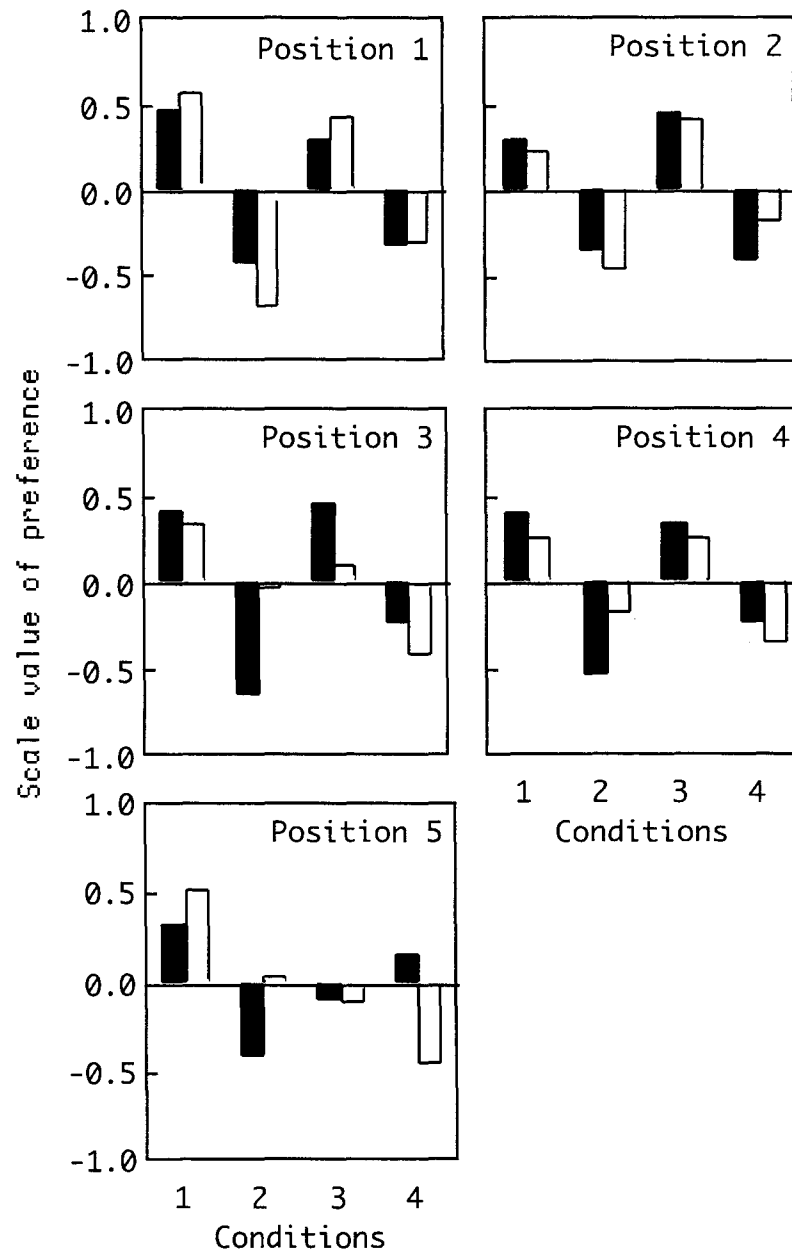 Scale value of preference
Position 1
1.0
0.5
0.0
-0.5
-1.0
Position 2
Position 3
1.0
0.5
0.0
-0.5
-1.0
Position 4
1 2 3 4
Conditions
Position 5
1.0
0.5
0.0
-0.5
-1.0
1 2 3 4
Conditions